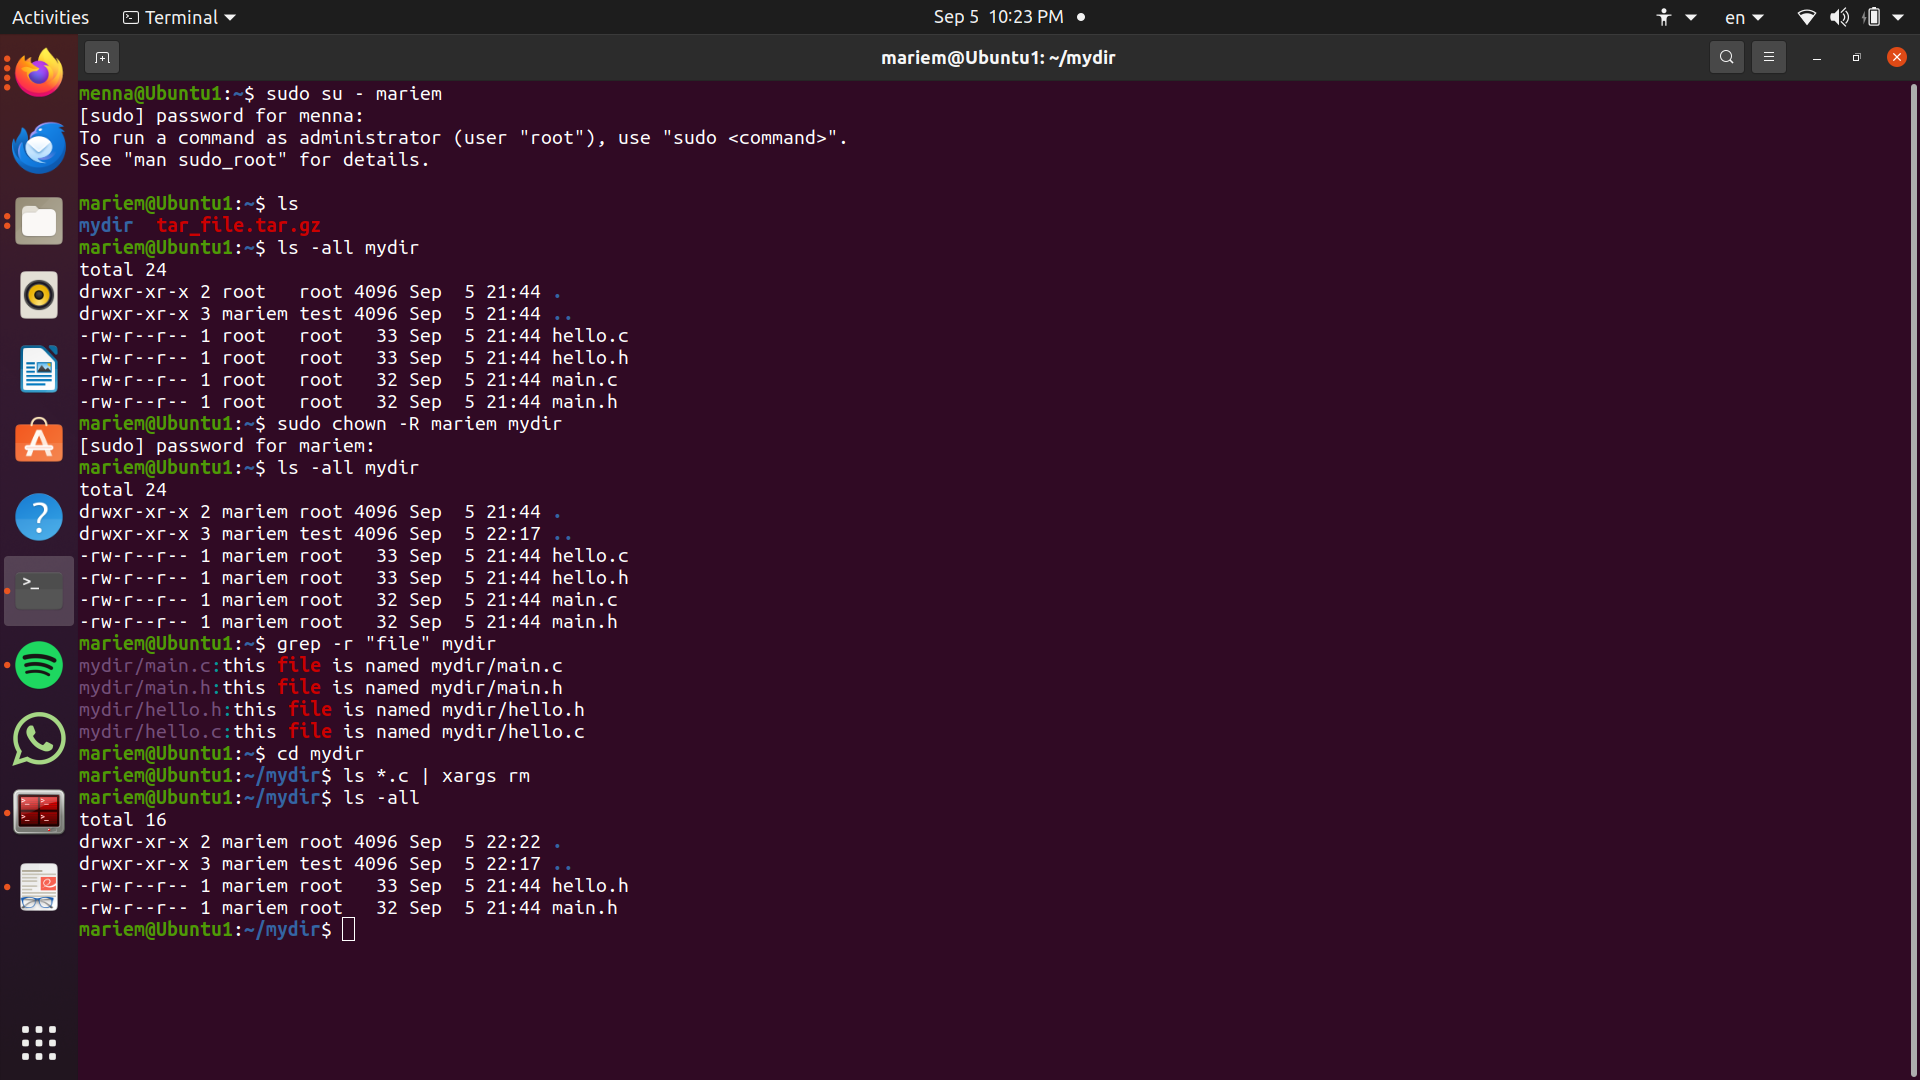 Activities Terminal Sep 5 10:23 PM en
mariem@Ubuntu1: ~/mydir
menna@Ubuntu1:~$ sudo su - mariem
[sudo] password for menna:
To run a command as administrator (user "root"), use "sudo <command>".
See "man sudo_root" for details.
mariem@Ubuntu1:~$ ls
mydir  tar_file.tar.gz
mariem@Ubuntu1:~$ ls -all mydir
total 24
drwxr-xr-x 2 root   root 4096 Sep  5 21:44 .
drwxr-xr-x 3 mariem test 4096 Sep  5 21:44 ..
-rw-r--r-- 1 root   root   33 Sep  5 21:44 hello.c
-rw-r--r-- 1 root   root   33 Sep  5 21:44 hello.h
-rw-r--r-- 1 root   root   32 Sep  5 21:44 main.c
-rw-r--r-- 1 root   root   32 Sep  5 21:44 main.h
mariem@Ubuntu1:~$ sudo chown -R mariem mydir
[sudo] password for mariem:
mariem@Ubuntu1:~$ ls -all mydir
total 24
drwxr-xr-x 2 mariem root 4096 Sep  5 21:44 .
drwxr-xr-x 3 mariem test 4096 Sep  5 22:17 ..
-rw-r--r-- 1 mariem root   33 Sep  5 21:44 hello.c
-rw-r--r-- 1 mariem root   33 Sep  5 21:44 hello.h
-rw-r--r-- 1 mariem root   32 Sep  5 21:44 main.c
-rw-r--r-- 1 mariem root   32 Sep  5 21:44 main.h
mariem@Ubuntu1:~$ grep -r "file" mydir
mydir/main.c:this file is named mydir/main.c
mydir/main.h:this file is named mydir/main.h
mydir/hello.h:this file is named mydir/hello.h
mydir/hello.c:this file is named mydir/hello.c
mariem@Ubuntu1:~$ cd mydir
mariem@Ubuntu1:~/mydir$ ls *.c | xargs rm
mariem@Ubuntu1:~/mydir$ ls -all
total 16
drwxr-xr-x 2 mariem root 4096 Sep  5 22:22 .
drwxr-xr-x 3 mariem test 4096 Sep  5 22:17 ..
-rw-r--r-- 1 mariem root   33 Sep  5 21:44 hello.h
-rw-r--r-- 1 mariem root   32 Sep  5 21:44 main.h
mariem@Ubuntu1:~/mydir$